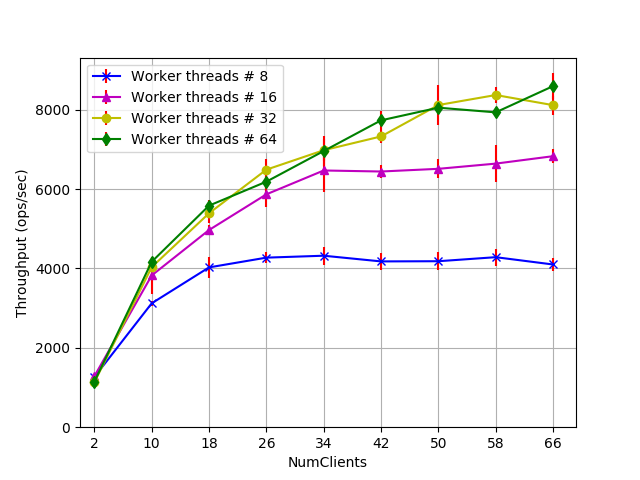 Worker threads # 8
Worker threads # 16
Worker threads # 32
Worker threads # 64
Throughput (ops/sec)
8000
6000
4000
2000
0
2 10 18 26 34 42 50 58 66
NumClients